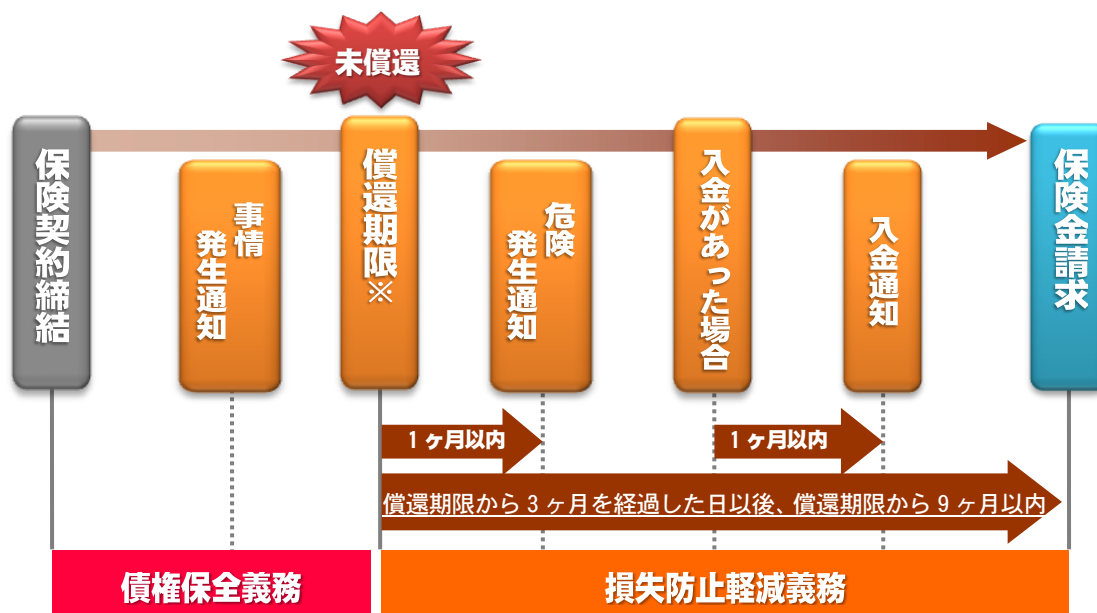 未償還
保険契約締結
事情
発生通知
償還期限※
危険
発生通知
入金があった場合
入金通知
保険金請求
1ヶ月以内
1ヶ月以内
償還期限から3ヶ月を経過した日以後、償還期限から9ヶ月以内
債権保全義務
損失防止軽減義務